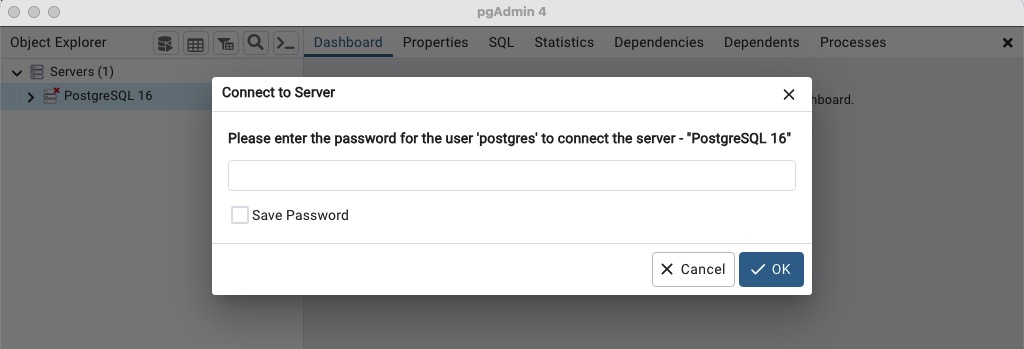 pgAdmin 4
Object Explorer
Dashboard Properties SQL Statistics Dependencies Dependents Processes
Servers (1)
PostgreSQL 16
hboard.
Connect to Server
Please enter the password for the user 'postgres' to connect the server - "PostgreSQL 16"
Save Password
Cancel OK